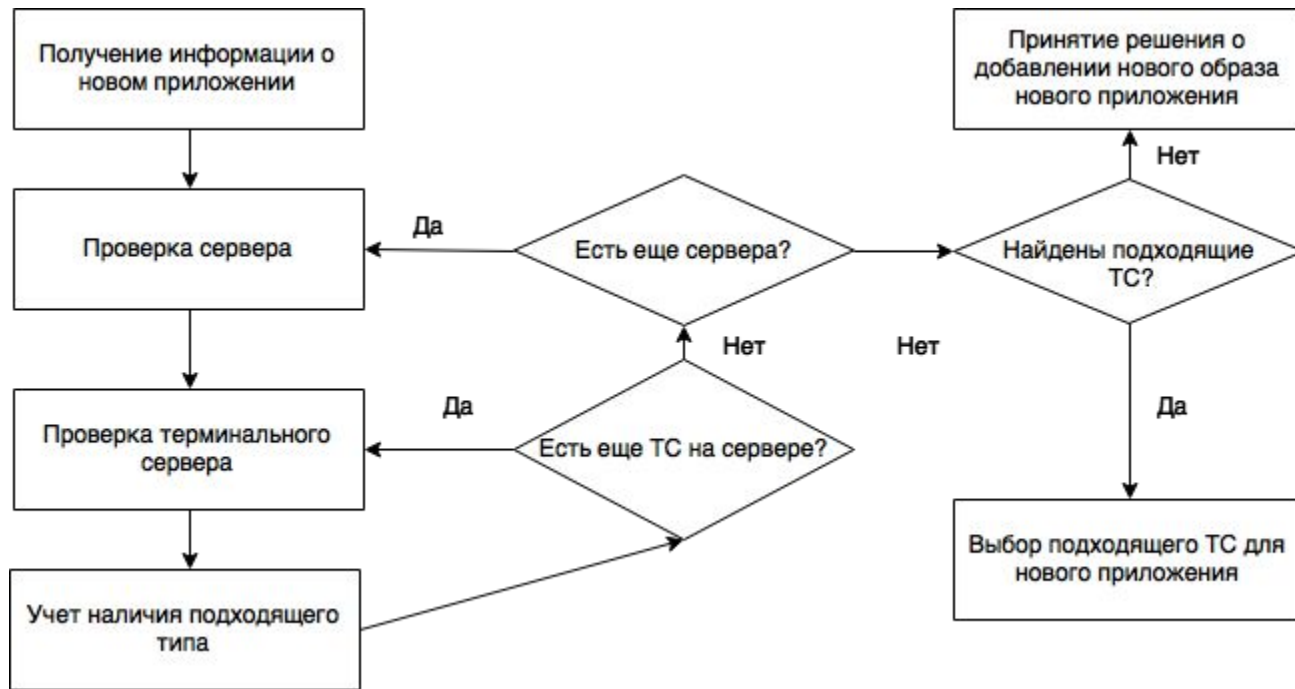 Получение информации о
новом приложении
Принятие решения о
добавлении нового образа
нового приложения
Нет
Проверка сервера
Да
Есть еще сервера?
Найдены подходящие
ТС?
Нет
Нет
Проверка терминального
сервера
Да
Есть еще ТС на сервере?
Да
Учет наличия подходящего
типа
Выбор подходящего ТС для
нового приложения